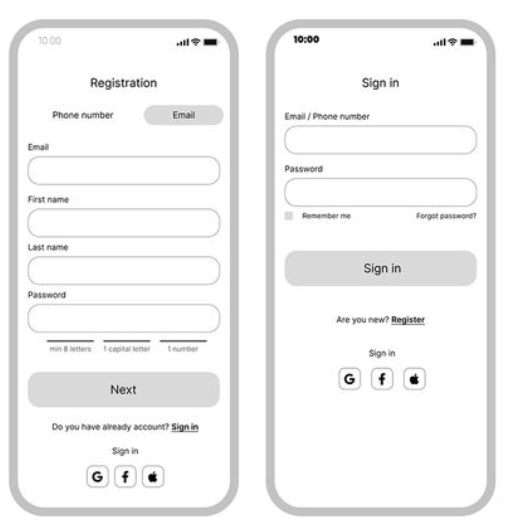 10:00
Registration
Phone number Email
Email
First name
Last name
Password
min 8 letters 1 capital letter 1 number
Next
Do you have already account? Sign in
Sign in
G f
10:00
Sign in
Email / Phone number
Password
Remember me Forgot password?
Sign in
Are you new? Register
Sign in
G f